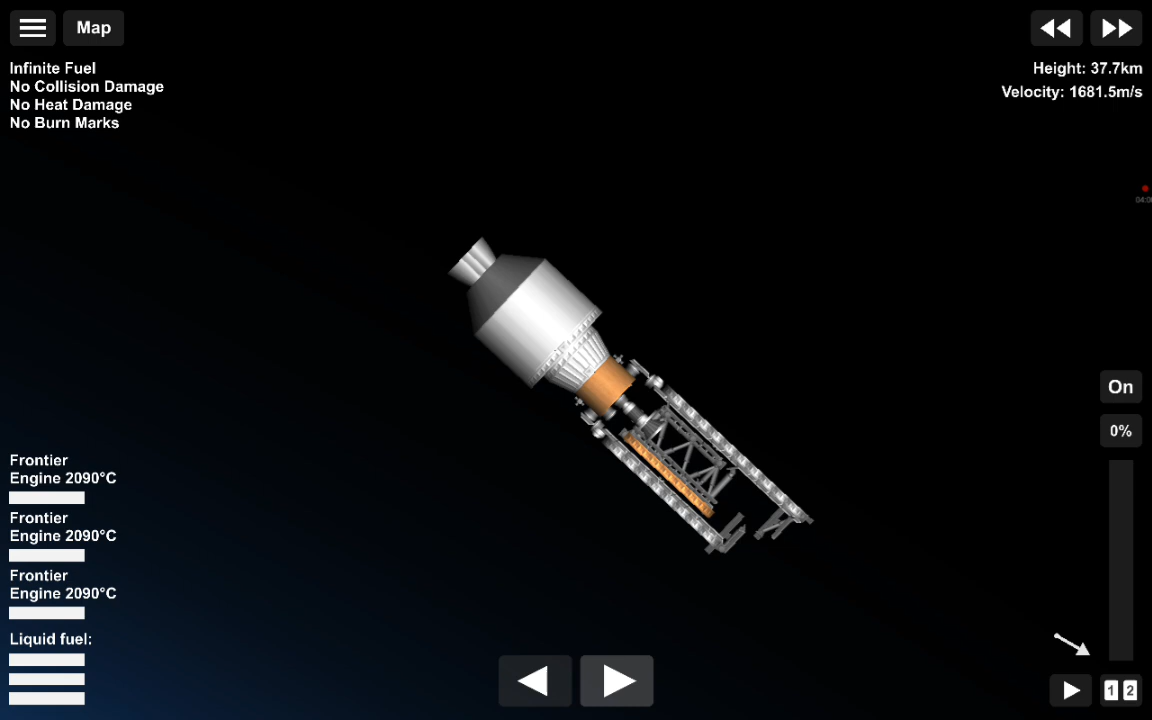 Map
Infinite Fuel
No Collision Damage
No Heat Damage
No Burn Marks
Height: 37.7km
Velocity: 1681.5m/s
On
0%
Frontier
Engine 2090°C
Frontier
Engine 2090°C
Frontier
Engine 2090°C
Liquid fuel:
1 2